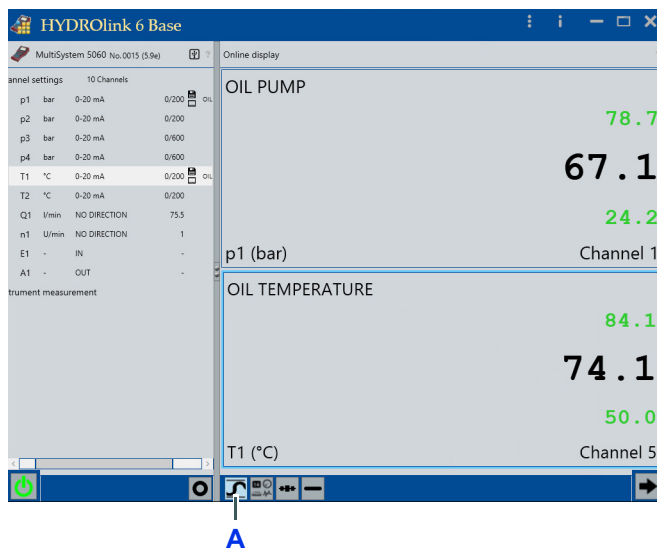 HYDROlink 6 Base
MultiSystem 5060 No.0015 (5.9e) ?
Online display
annel settings 10 Channels
p1 bar 0-20 mA 0/200 OIL
p2 bar 0-20 mA 0/200
p3 bar 0-20 mA 0/600
p4 bar 0-20 mA 0/600
T1 °C 0-20 mA 0/200 OIL
T2 °C 0-20 mA 0/200
Q1 l/min NO DIRECTION 75.5
n1 U/min NO DIRECTION 1
E1 - IN -
A1 - OUT -
trument measurement
OIL PUMP
78.7
67.1
24.2
p1 (bar) Channel 1
OIL TEMPERATURE
84.1
74.1
50.0
T1 (°C) Channel 5
A